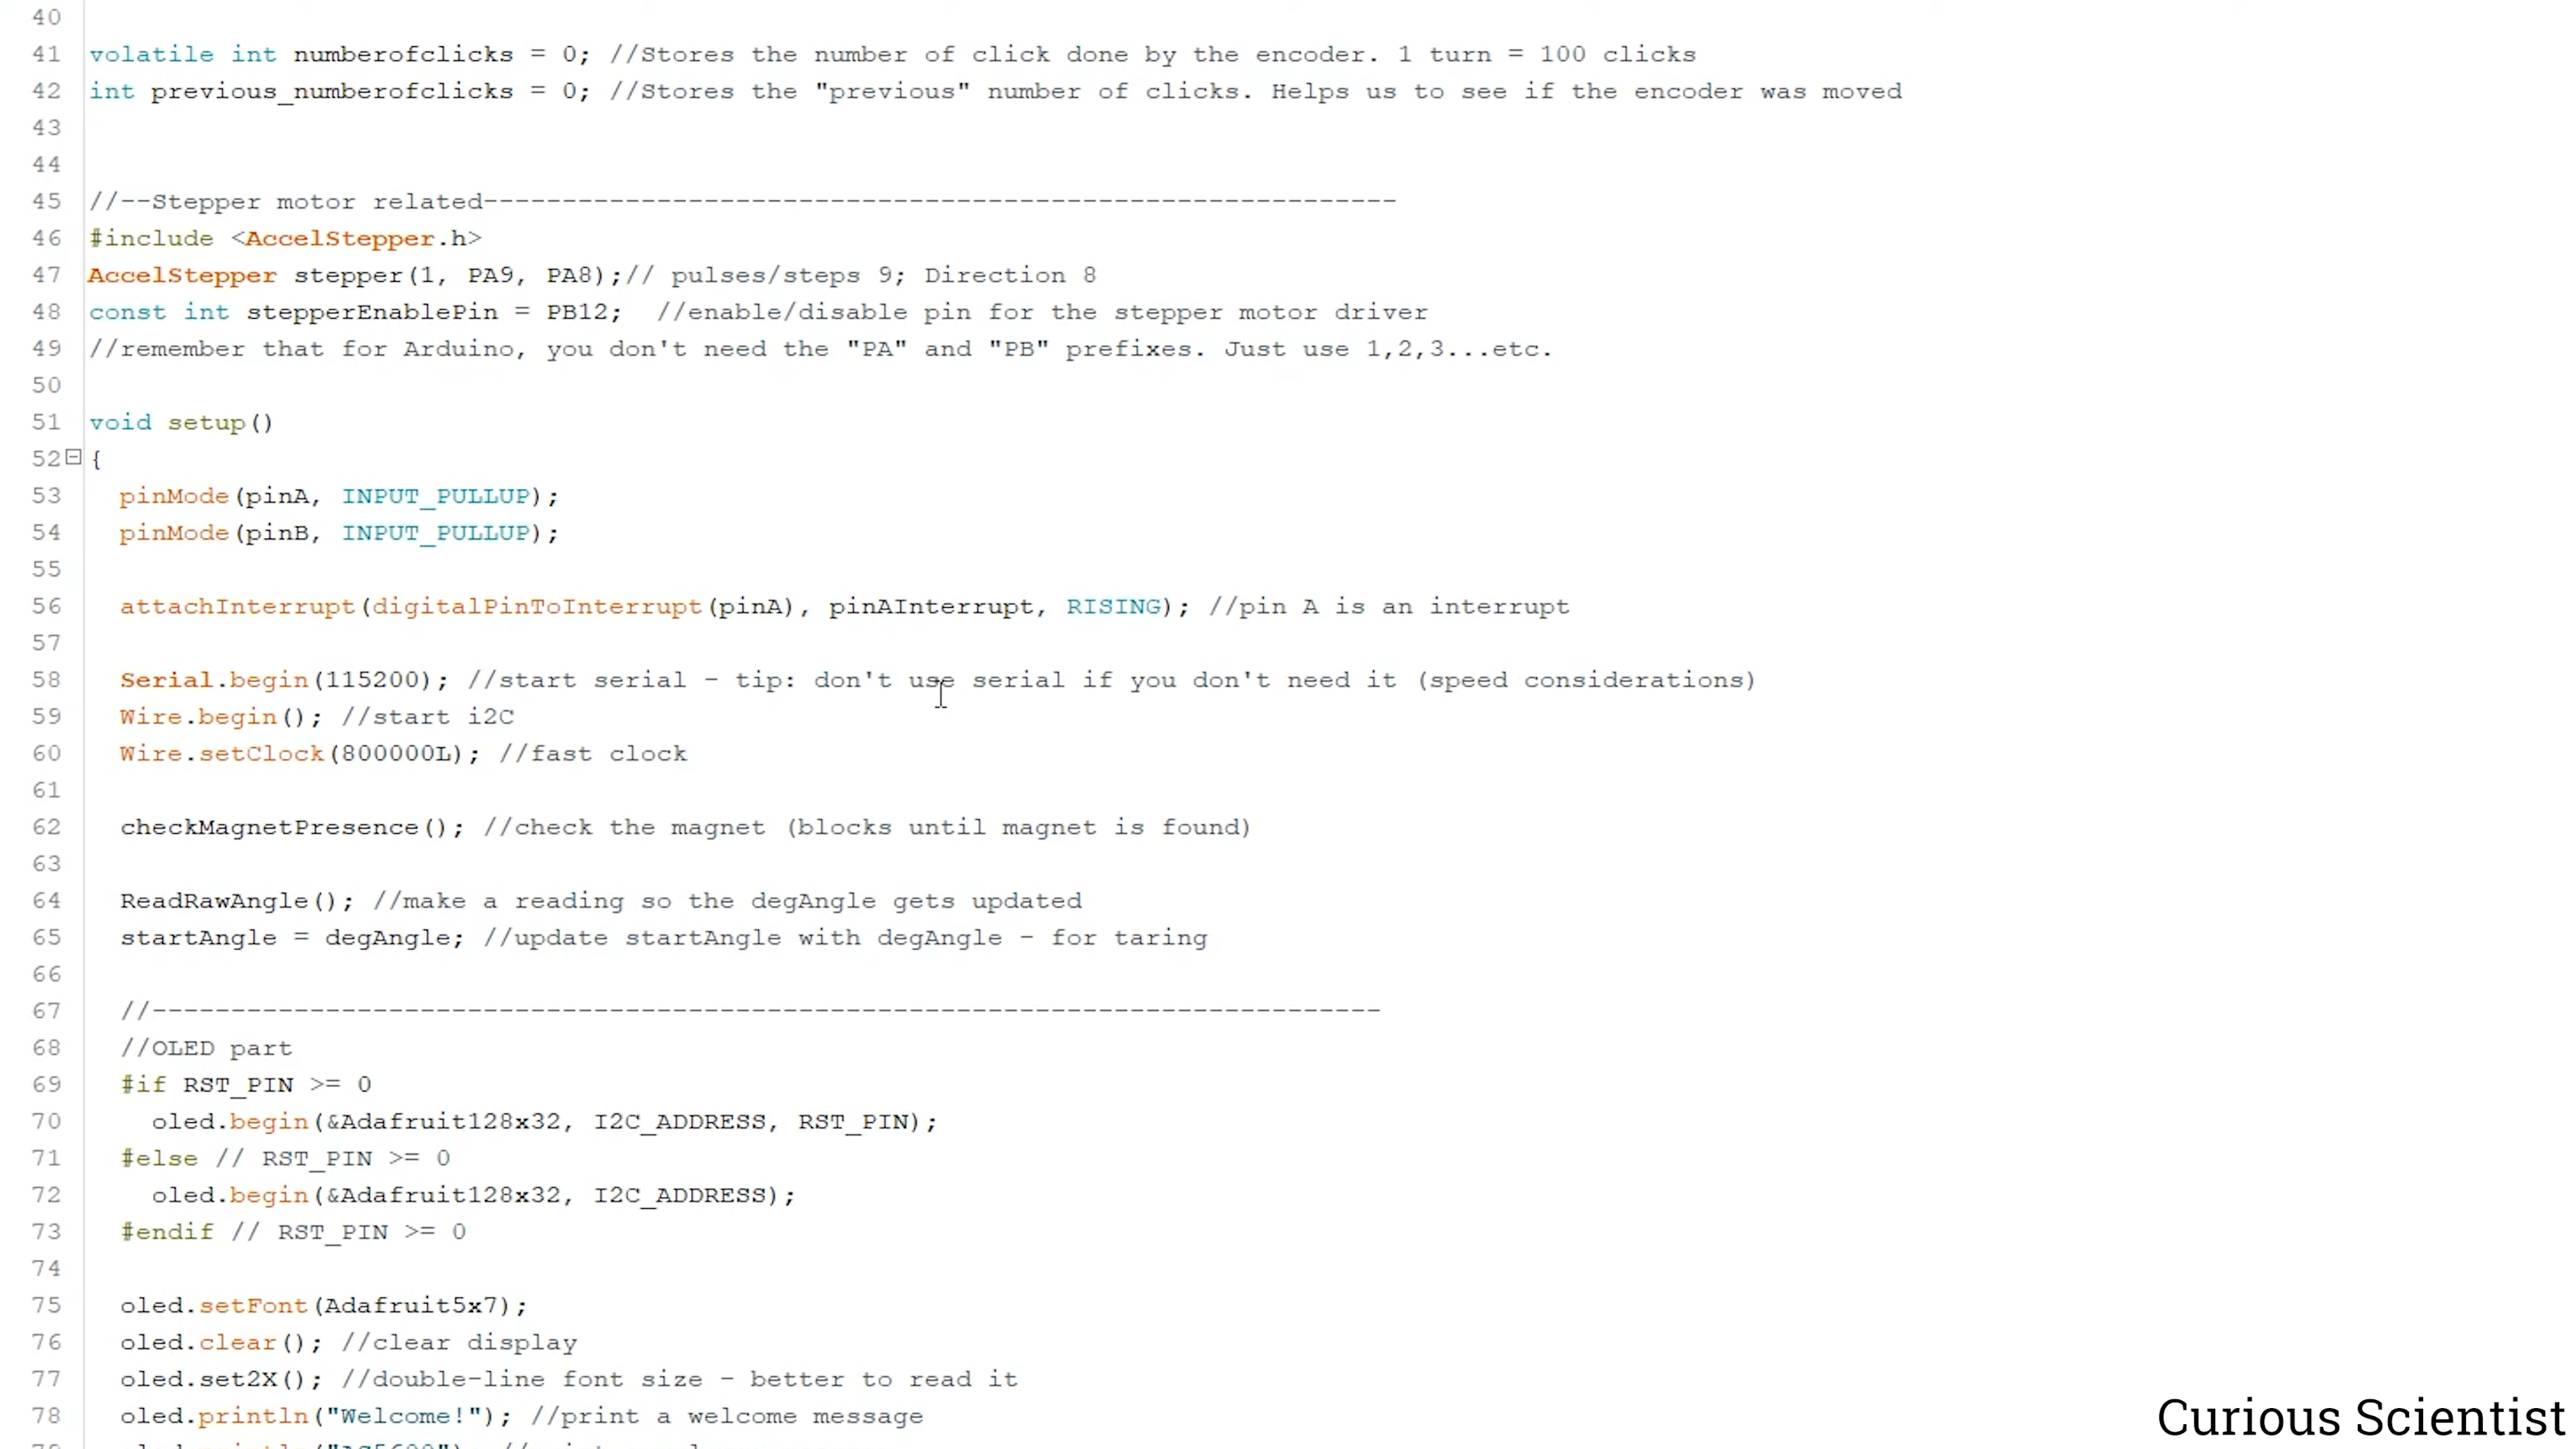 40
41 volatile int numberofclicks = 0; //Stores the number of click done by the encoder. 1 turn = 100 clicks
42 int previous_numberofclicks = 0; //Stores the "previous" number of clicks. Helps us to see if the encoder was moved
43
44
45 //--Stepper motor related----------------------------------------------------------
46 #include <AccelStepper.h>
47 AccelStepper stepper(1, PA9, PA8);// pulses/steps 9; Direction 8
48 const int stepperEnablePin = PB12;  //enable/disable pin for the stepper motor driver
49 //remember that for Arduino, you don't need the "PA" and "PB" prefixes. Just use 1,2,3...etc.
50
51 void setup()
52 {
53   pinMode(pinA, INPUT_PULLUP);
54   pinMode(pinB, INPUT_PULLUP);
55
56   attachInterrupt(digitalPinToInterrupt(pinA), pinAInterrupt, RISING); //pin A is an interrupt
57
58   Serial.begin(115200); //start serial - tip: don't use serial if you don't need it (speed considerations)
59   Wire.begin(); //start i2C
60   Wire.setClock(800000L); //fast clock
61
62   checkMagnetPresence(); //check the magnet (blocks until magnet is found)
63
64   ReadRawAngle(); //make a reading so the degAngle gets updated
65   startAngle = degAngle; //update startAngle with degAngle - for taring
66
67   //------------------------------------------------------------------------------
68   //OLED part
69   #if RST_PIN >= 0
70     oled.begin(&Adafruit128x32, I2C_ADDRESS, RST_PIN);
71   #else // RST_PIN >= 0
72     oled.begin(&Adafruit128x32, I2C_ADDRESS);
73   #endif // RST_PIN >= 0
74
75   oled.setFont(Adafruit5x7);
76   oled.clear(); //clear display
77   oled.set2X(); //double-line font size - better to read it
78   oled.println("Welcome!"); //print a welcome message
Curious Scientist